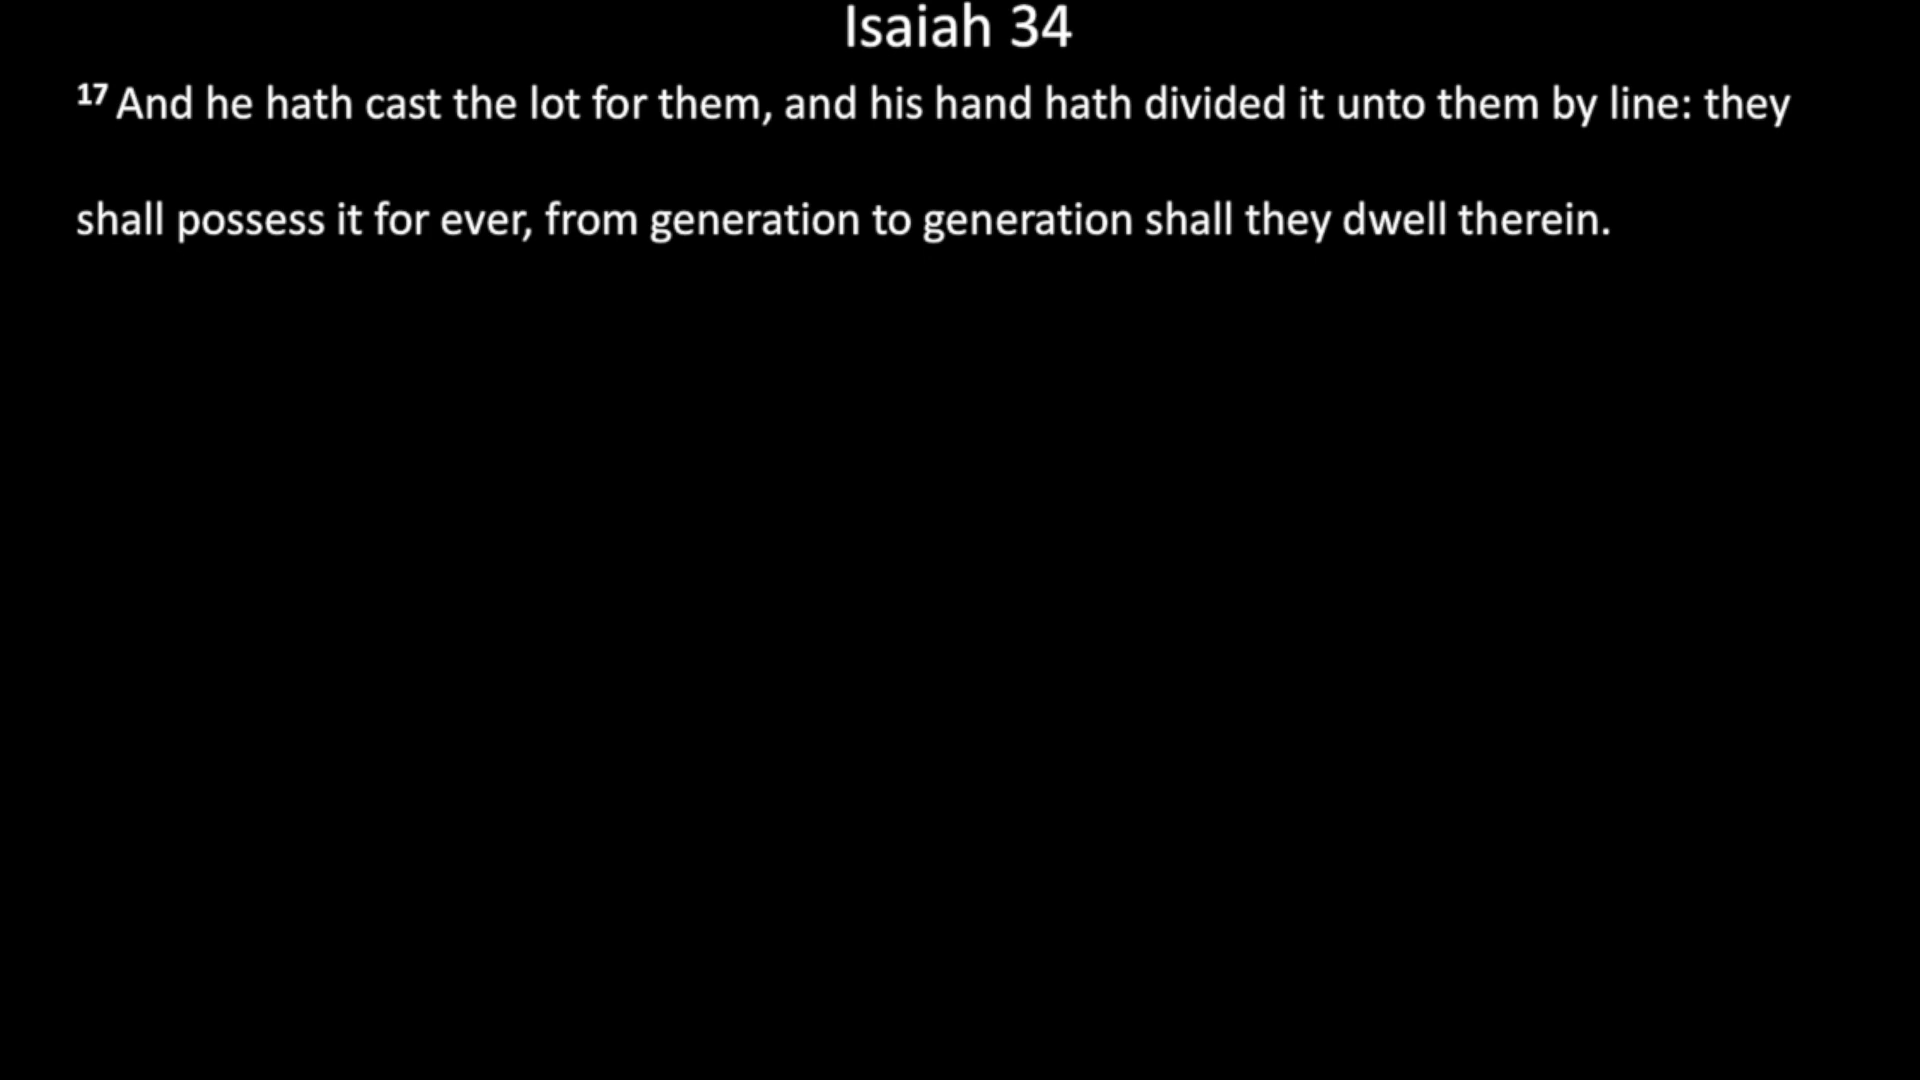 Isaiah 34
17 And he hath cast the lot for them, and his hand hath divided it unto them by line: they
shall possess it for ever, from generation to generation shall they dwell therein.